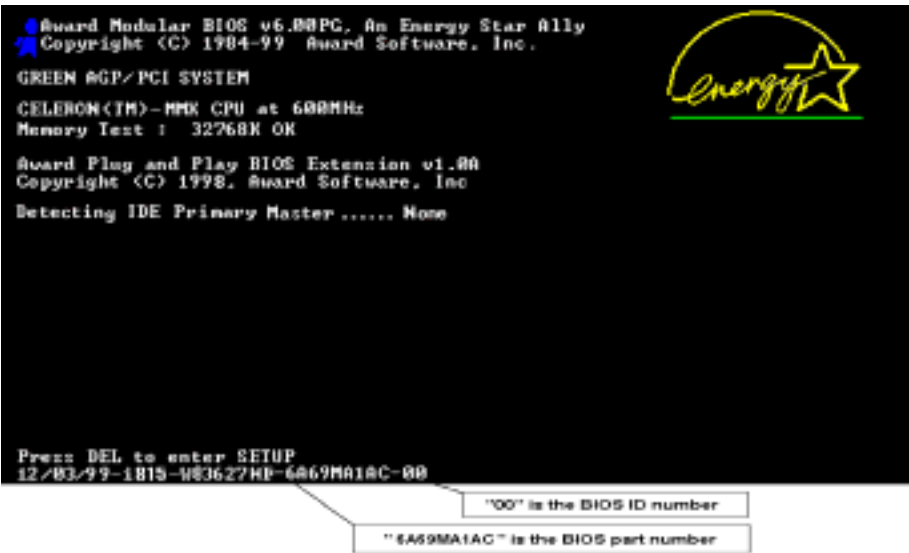 Award Modular BIOS v6.00PG, An Energy Star Ally
Copyright (C) 1984-99 Award Software, Inc.
energy
GREEN AGP/PCI SYSTEM
CELERON(TM)-MMX CPU at 600MHz
Memory Test : 32768K OK
Award Plug and Play BIOS Extension v1.0A
Copyright (C) 1998, Award Software, Inc
Detecting IDE Primary Master ...... None
Press DEL to enter SETUP
12/03/99-i815-W83627HD-6A69MA1AC-00
"00" is the BIOS ID number
"6A69MA1AC" is the BIOS part number